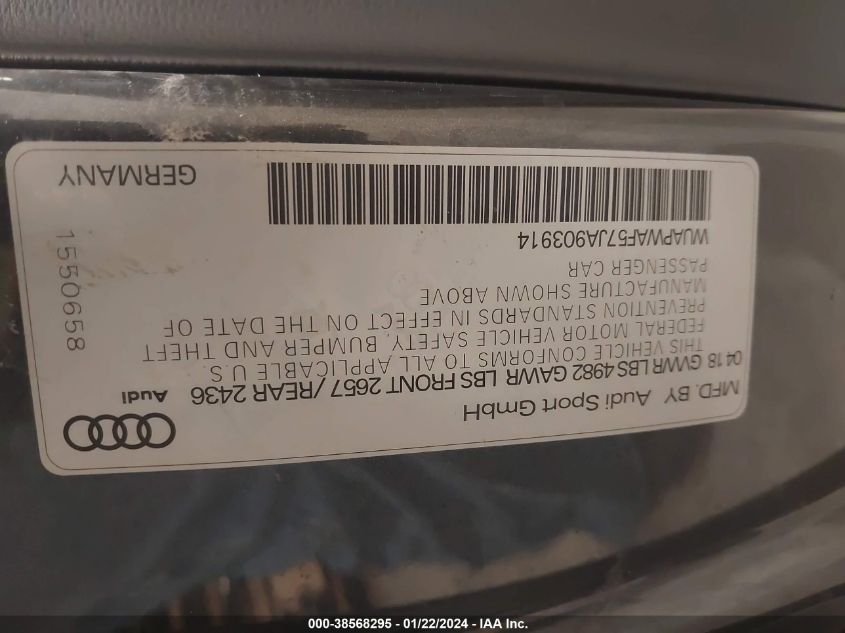 MFD. BY Audi Sport GmbH
Audi
04 18 GVWR LBS 4982 GAWR LBS FRONT 2657 / REAR 2436
THIS VEHICLE CONFORMS TO ALL APPLICABLE U.S.
FEDERAL MOTOR VEHICLE SAFETY, BUMPER AND THEFT
PREVENTION STANDARDS IN EFFECT ON THE DATE OF
MANUFACTURE SHOWN ABOVE
PASSENGER CAR
WUAPWAF57JA903914
GERMANY
1550658
000-38568295 - 01/22/2024 - IAA Inc.